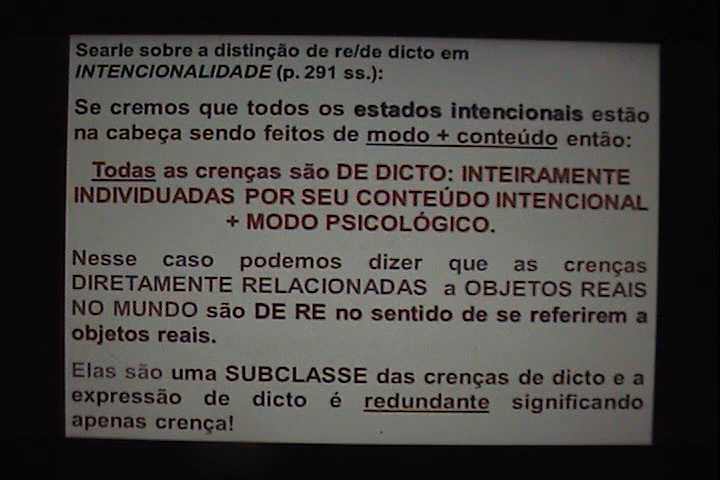 Searle sobre a distinção de re/de dicto em
INTENCIONALIDADE (p. 291 ss.):
Se cremos que todos os estados intencionais estão
na cabeça sendo feitos de modo + conteúdo então:
Todas as crenças são DE DICTO: INTEIRAMENTE
INDIVIDUADAS POR SEU CONTEÚDO INTENCIONAL
+ MODO PSICOLÓGICO.
Nesse caso podemos dizer que as crenças
DIRETAMENTE RELACIONADAS a OBJETOS REAIS
NO MUNDO são DE RE no sentido de se referirem a
objetos reais.
Elas são uma SUBCLASSE das crenças de dicto e a
expressão de dicto é redundante significando
apenas crença!